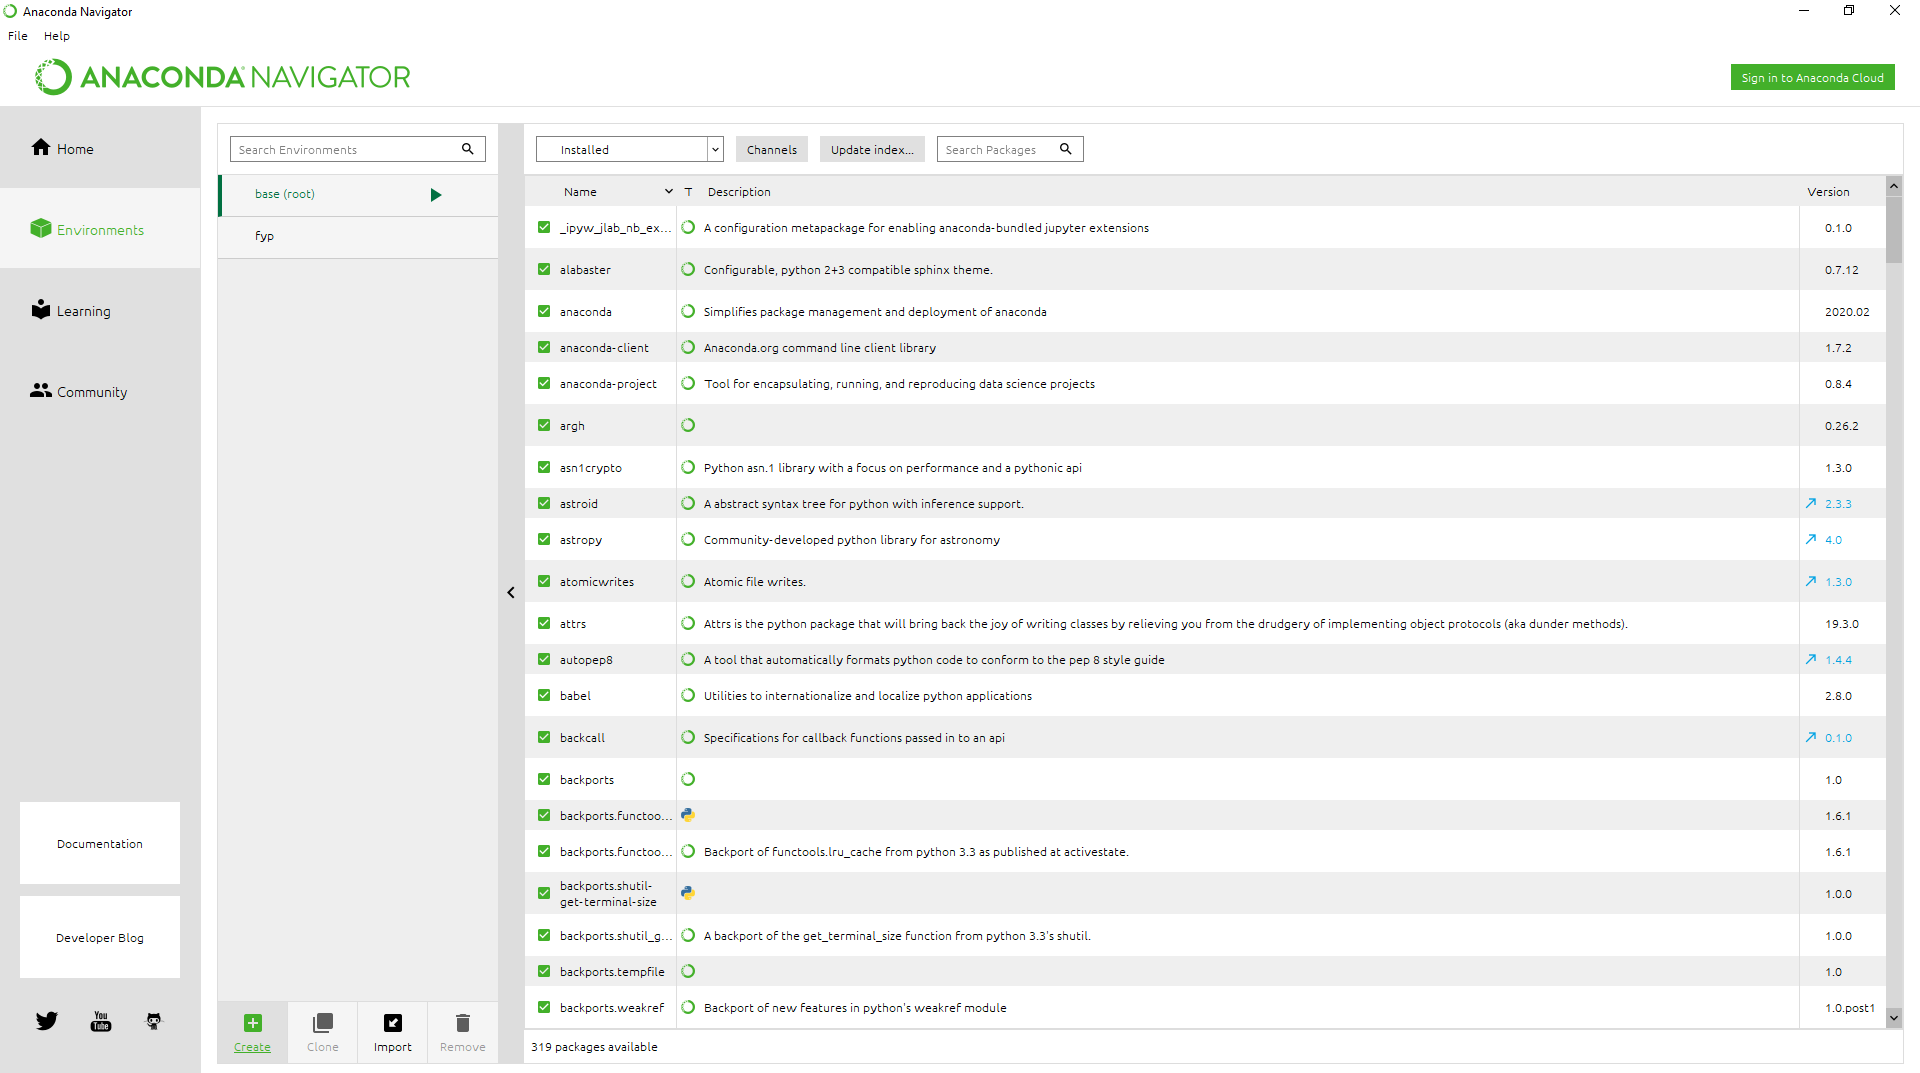 Anaconda Navigator
File Help
ANACONDA NAVIGATOR
Sign in to Anaconda Cloud
Home
Environments
Learning
Community
Documentation
Developer Blog
You Tube
Search Environments
base (root)
fyp
Create Clone Import Remove
Installed Channels Update index... Search Packages
Name T Description Version
_ipyw_jlab_nb_ex... A configuration metapackage for enabling anaconda-bundled jupyter extensions 0.1.0
alabaster Configurable, python 2+3 compatible sphinx theme. 0.7.12
anaconda Simplifies package management and deployment of anaconda 2020.02
anaconda-client Anaconda.org command line client library 1.7.2
anaconda-project Tool for encapsulating, running, and reproducing data science projects 0.8.4
argh 0.26.2
asn1crypto Python asn.1 library with a focus on performance and a pythonic api 1.3.0
astroid A abstract syntax tree for python with inference support. 2.3.3
astropy Community-developed python library for astronomy 4.0
atomicwrites Atomic file writes. 1.3.0
attrs Attrs is the python package that will bring back the joy of writing classes by relieving you from the drudgery of implementing object protocols (aka dunder methods). 19.3.0
autopep8 A tool that automatically formats python code to conform to the pep 8 style guide 1.4.4
babel Utilities to internationalize and localize python applications 2.8.0
backcall Specifications for callback functions passed in to an api 0.1.0
backports 1.0
backports.functoo... 1.6.1
backports.functoo... Backport of functools.lru_cache from python 3.3 as published at activestate. 1.6.1
backports.shutil-
get-terminal-size 1.0.0
backports.shutil_g... A backport of the get_terminal_size function from python 3.3's shutil. 1.0.0
backports.tempfile 1.0
backports.weakref Backport of new features in python's weakref module 1.0.post1
319 packages available